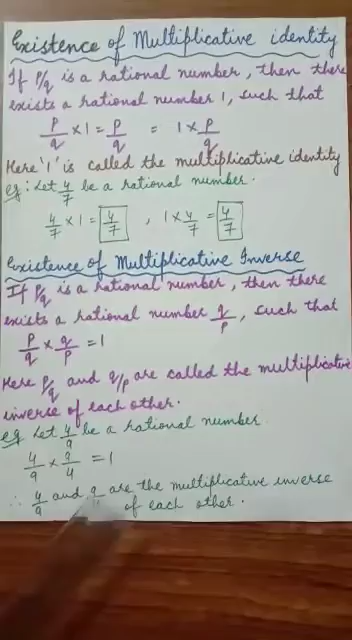 Existence of Multiplicative identity
If P/q is a rational number, then there
exists a rational number 1, such that
P/q × 1 = P/q = 1 × P/q
Here '1' is called the multiplicative identity
eg: Let 4/7 be a rational number.
4/7 × 1 = 4/7 , 1 × 4/7 = 4/7
Existence of Multiplicative Inverse
If P/q is a rational number, then there
exists a rational number q/p, such that
P/q × q/p = 1
Here P/q and q/p are called the multiplicative
inverse of each other.
eg Let 4/9 be a rational number.
4/9 × 9/4 = 1
∴ 4/9 and 9/4 are the multiplicative inverse
of each other.